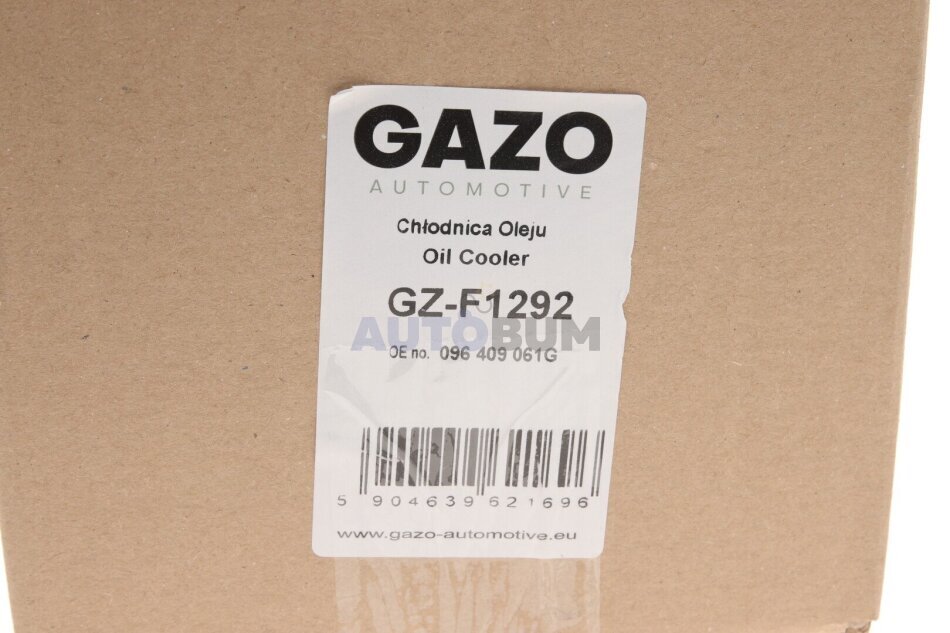 GAZO
AUTOMOTIVE
Chłodnica Oleju
Oil Cooler
GZ-F1292
AUTOBUM
OE no. 096 409 061G
5 904639 621696
www.gazo-automotive.eu